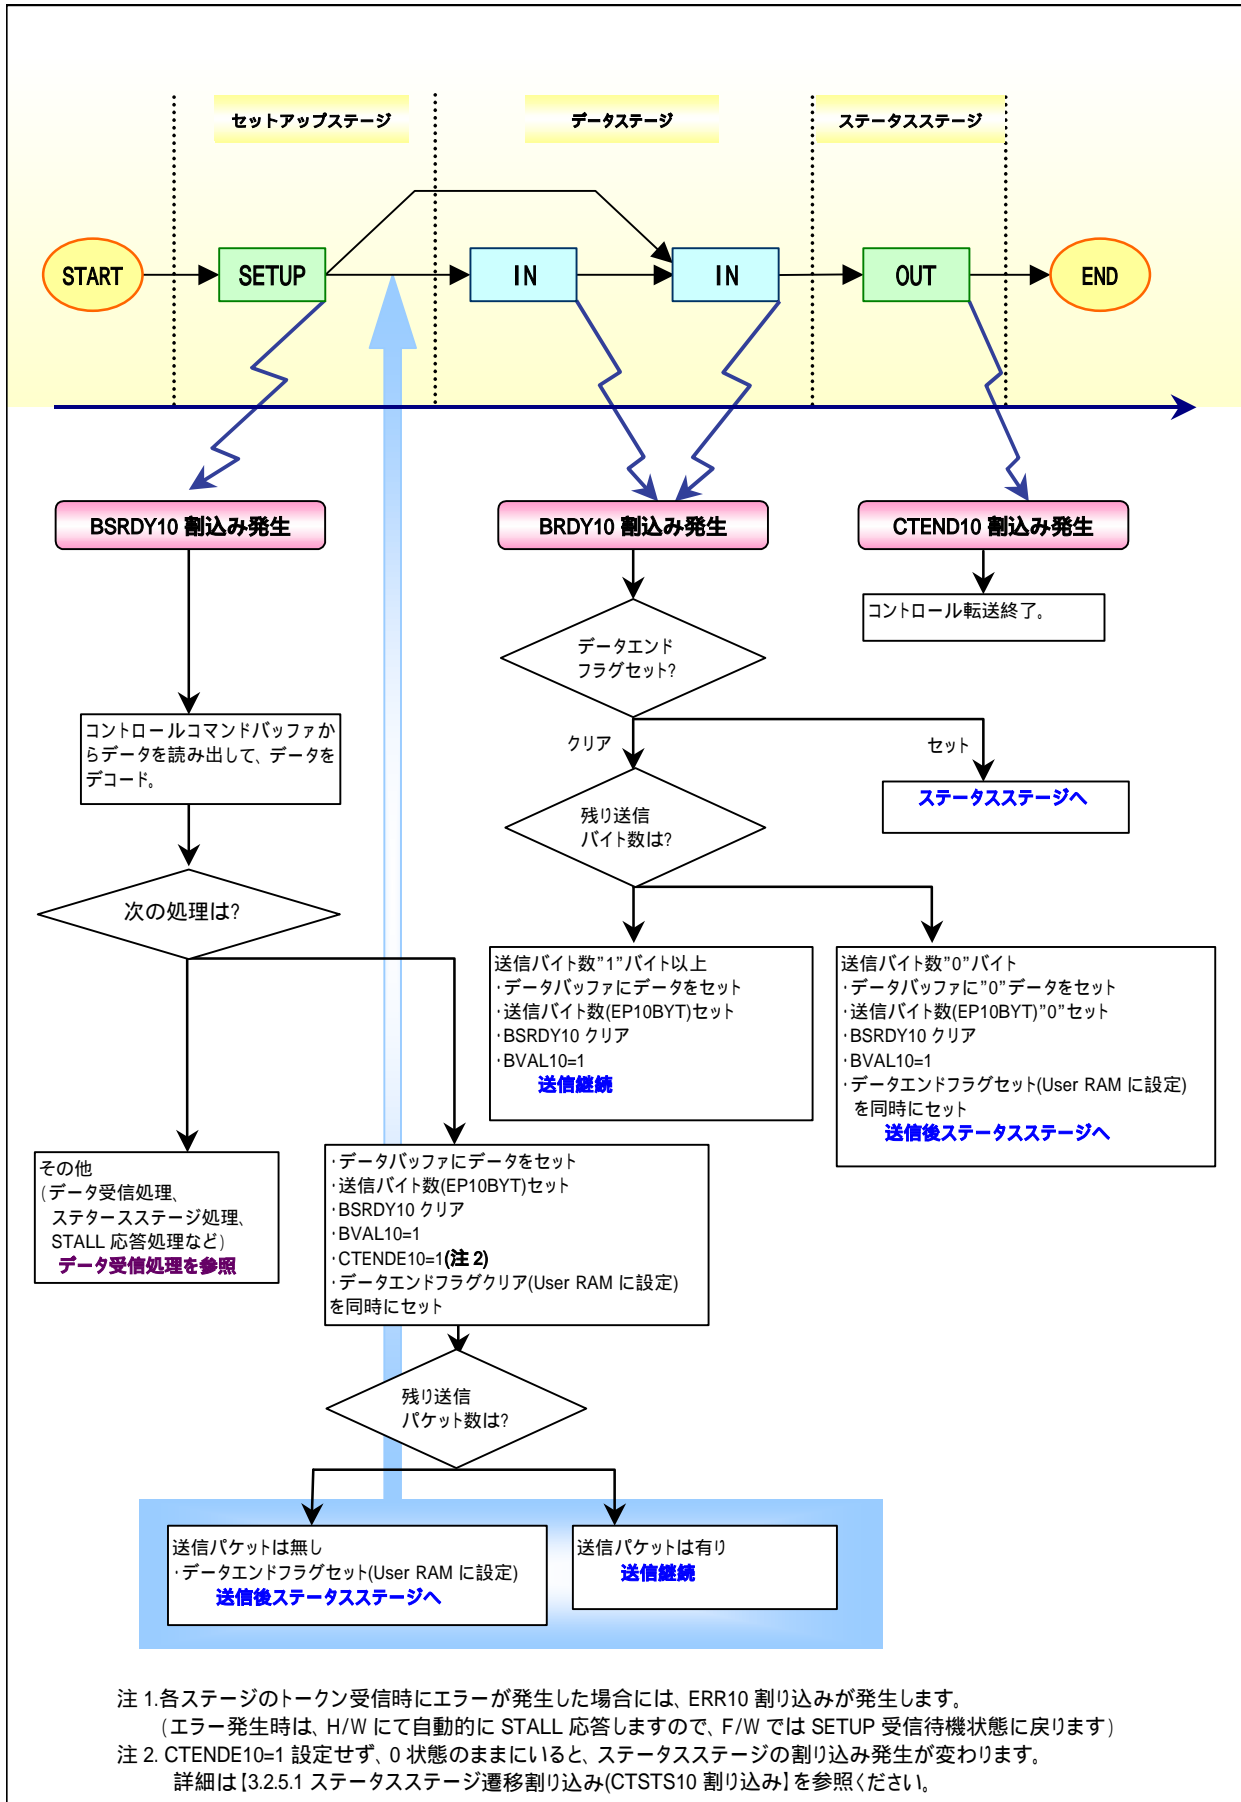 セットアップステージ
データステージ
ステータスステージ
START
SETUP
IN
IN
OUT
END
BSRDY10 割込み発生
BRDY10 割込み発生
CTEND10 割込み発生
コントロール転送終了。
データエンド
フラグセット?
クリア
セット
コントロールコマンドバッファか
らデータを読み出して、データを
デコード。
ステータスステージへ
残り送信
バイト数は?
次の処理は?
送信バイト数”1”バイト以上
・データバッファにデータをセット
・送信バイト数(EP10BYT)セット
・BSRDY10 クリア
・BVAL10=1
送信継続
送信バイト数”0”バイト
・データバッファに”0”データをセット
・送信バイト数(EP10BYT)”0”セット
・BSRDY10 クリア
・BVAL10=1
・データエンドフラグセット(User RAM に設定)
を同時にセット
送信後ステータスステージへ
その他
(データ受信処理、
ステタースステージ処理、
STALL 応答処理など)
データ受信処理を参照
・データバッファにデータをセット
・送信バイト数(EP10BYT)セット
・BSRDY10 クリア
・BVAL10=1
・CTENDE10=1(注 2)
・データエンドフラグクリア(User RAM に設定)
を同時にセット
残り送信
パケット数は?
送信パケットは無し
・データエンドフラグセット(User RAM に設定)
送信後ステータスステージへ
送信パケットは有り
送信継続
注 1.各ステージのトークン受信時にエラーが発生した場合には、ERR10 割り込みが発生します。
(エラー発生時は、H/W にて自動的に STALL 応答しますので、F/W では SETUP 受信待機状態に戻ります)
注 2. CTENDE10=1 設定せず、0 状態のままにいると、ステータスステージの割り込み発生が変わります。
詳細は【3.2.5.1 ステータスステージ遷移割り込み(CTSTS10 割り込み】を参照ください。